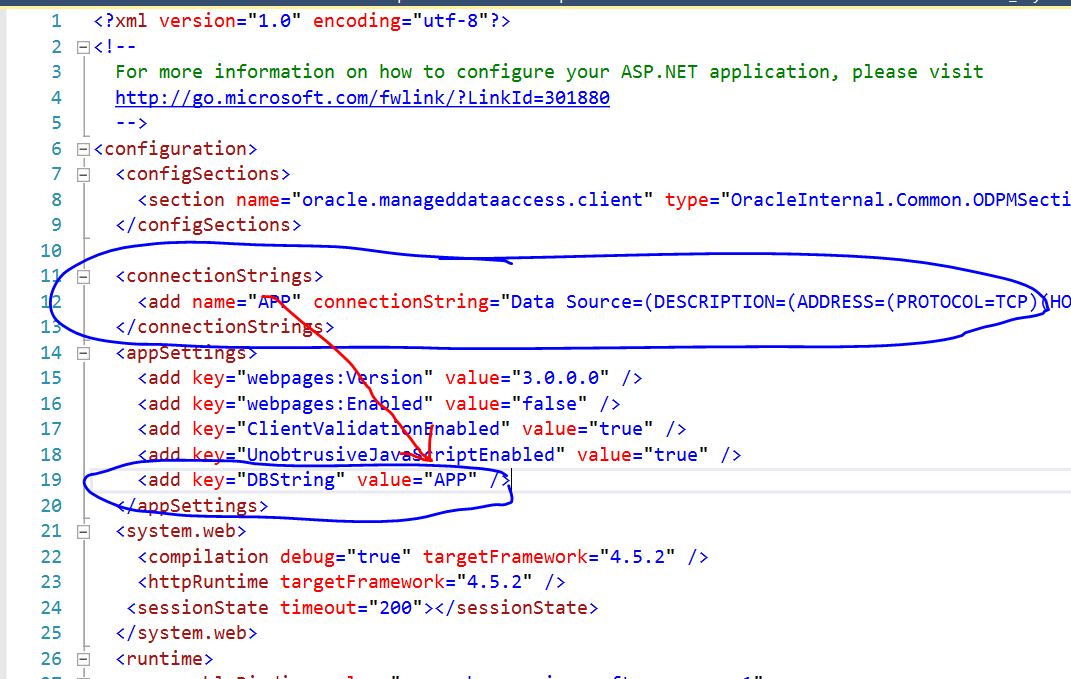 1 <?xml version="1.0" encoding="utf-8"?>
2 <!--
3 For more information on how to configure your ASP.NET application, please visit
4 http://go.microsoft.com/fwlink/?LinkId=301880
5 -->
6 <configuration>
7 <configSections>
8 <section name="oracle.manageddataaccess.client" type="OracleInternal.Common.ODPMSecti
9 </configSections>
10
11 <connectionStrings>
12 <add name="APP" connectionString="Data Source=(DESCRIPTION=(ADDRESS=(PROTOCOL=TCP)(HO
13 </connectionStrings>
14 <appSettings>
15 <add key="webpages:Version" value="3.0.0.0" />
16 <add key="webpages:Enabled" value="false" />
17 <add key="ClientValidationEnabled" value="true" />
18 <add key="UnobtrusiveJavaScriptEnabled" value="true" />
19 <add key="DBString" value="APP" />
20 </appSettings>
21 <system.web>
22 <compilation debug="true" targetFramework="4.5.2" />
23 <httpRuntime targetFramework="4.5.2" />
24 <sessionState timeout="200"></sessionState>
25 </system.web>
26 <runtime>